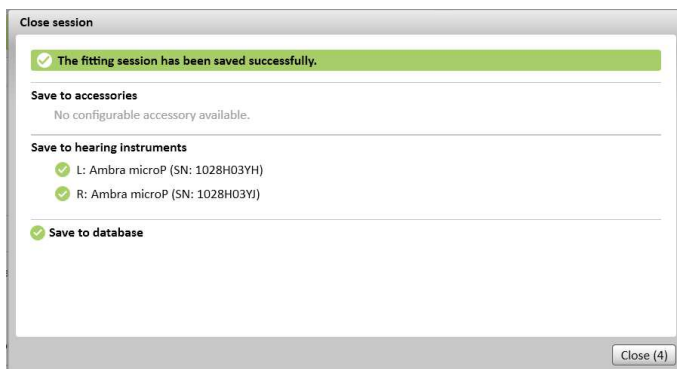 Close session
The fitting session has been saved successfully.
Save to accessories
No configurable accessory available.
Save to hearing instruments
L: Ambra microP (SN: 1028H03YH)
R: Ambra microP (SN: 1028H03YJ)
Save to database
Close (4)